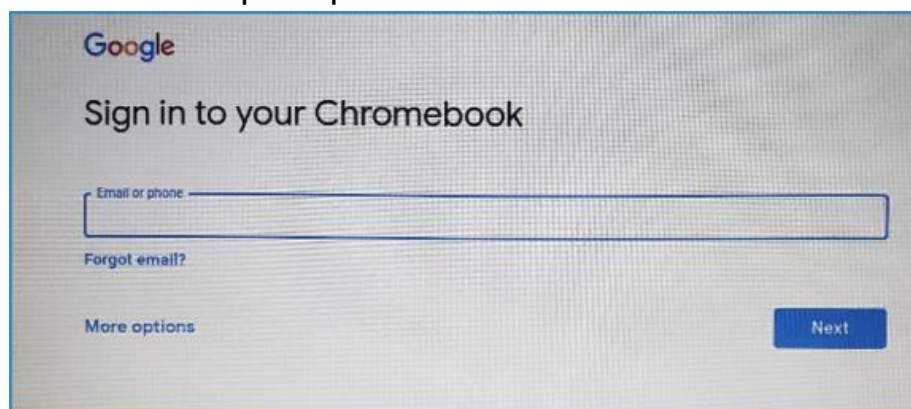 Google
Sign in to your Chromebook
Email or phone
Forgot email?
More options
Next